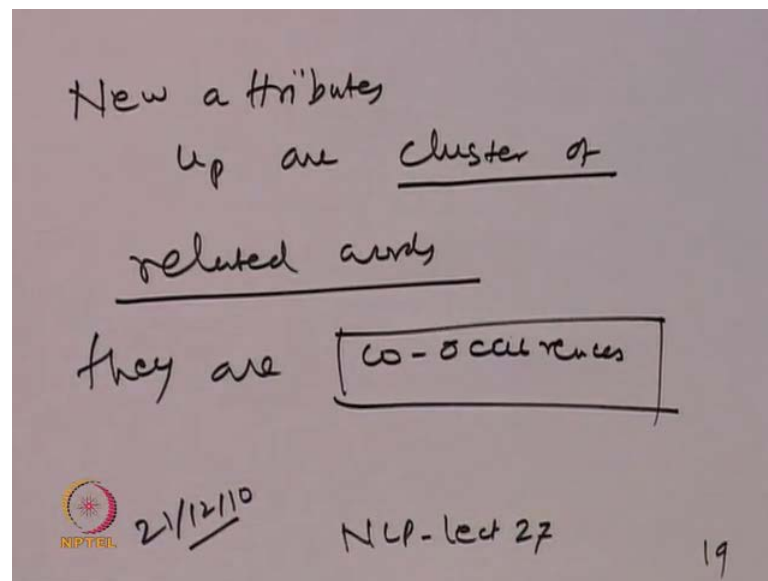 New attributes
up are cluster of
related words
they are co-occurrences
NPTEL 21/12/10 NLP-lect 27 19